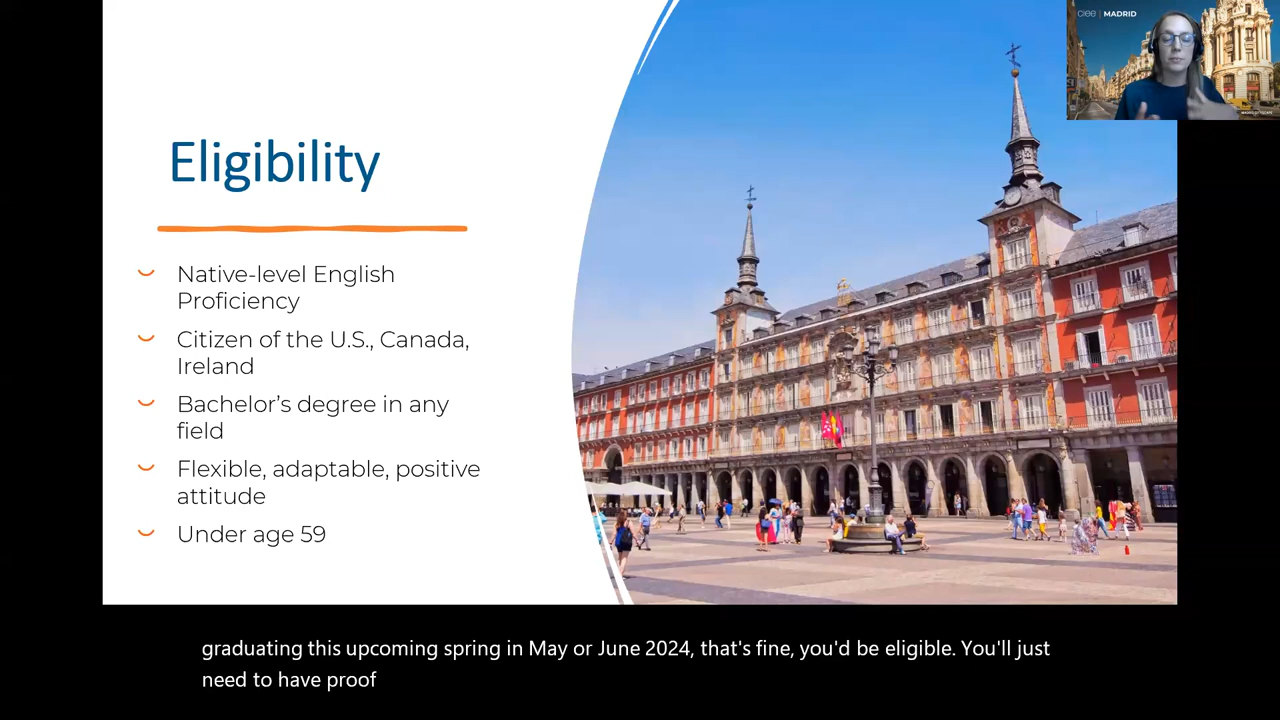 ciee | MADRID
Eligibility
Native-level English
Proficiency
Citizen of the U.S., Canada,
Ireland
Bachelor's degree in any
field
Flexible, adaptable, positive
attitude
Under age 59
graduating this upcoming spring in May or June 2024, that's fine, you'd be eligible. You'll just
need to have proof